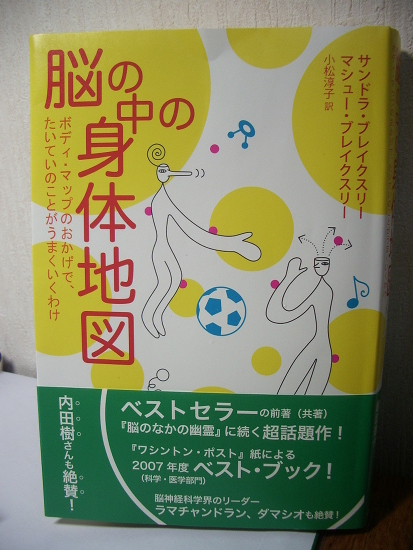 脳の中の
身体地図
ボディ・マップのおかげで、
たいていのことがうまくいくわけ
サンドラ・ブレイクスリー
マシュー・ブレイクスリー
小松淳子 訳
内田樹さんも絶賛！
ベストセラーの前著（共著）
『脳のなかの幽霊』に続く超話題作！
『ワシントン・ポスト』紙による
2007年度 ベスト・ブック！
（科学・医学部門）
脳神経科学界のリーダー
ラマチャンドラン、ダマシオも絶賛！